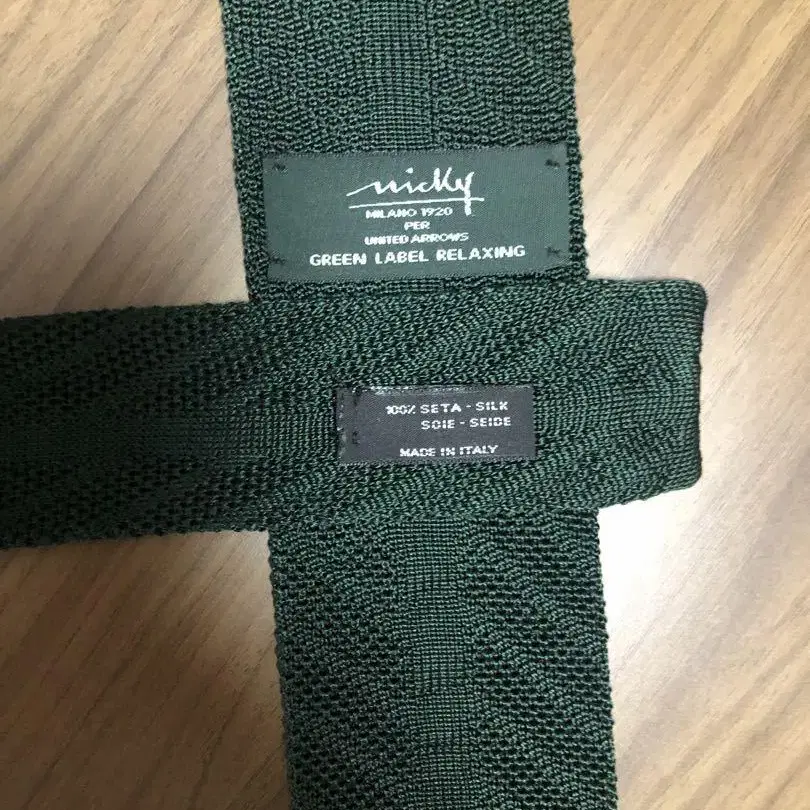 nicky
MILANO 1920
PER
UNITED ARROWS
GREEN LABEL RELAXING
100% SETA - SILK
SOIE - SEIDE
MADE IN ITALY